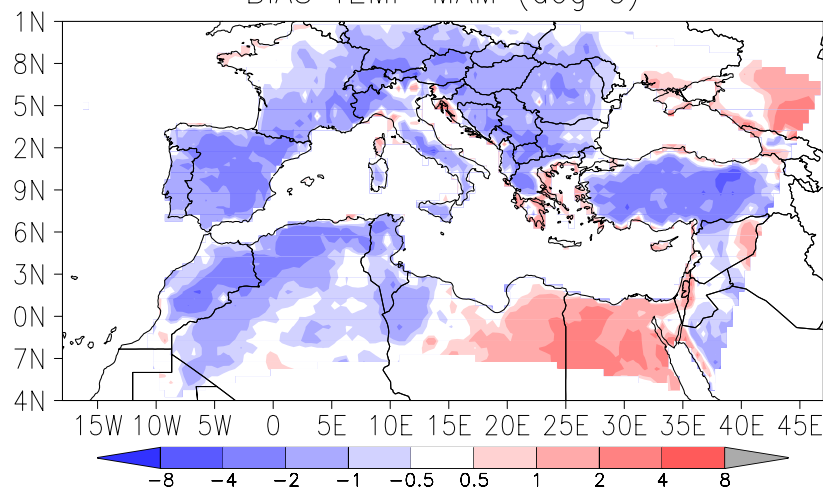 BIAS TEMP MAM (deg C)
1N
8N
5N
2N
9N
6N
3N
0N
7N
4N
15W 10W 5W 0 5E 10E 15E 20E 25E 30E 35E 40E 45E
−8 −4 −2 −1 −0.5 0.5 1 2 4 8